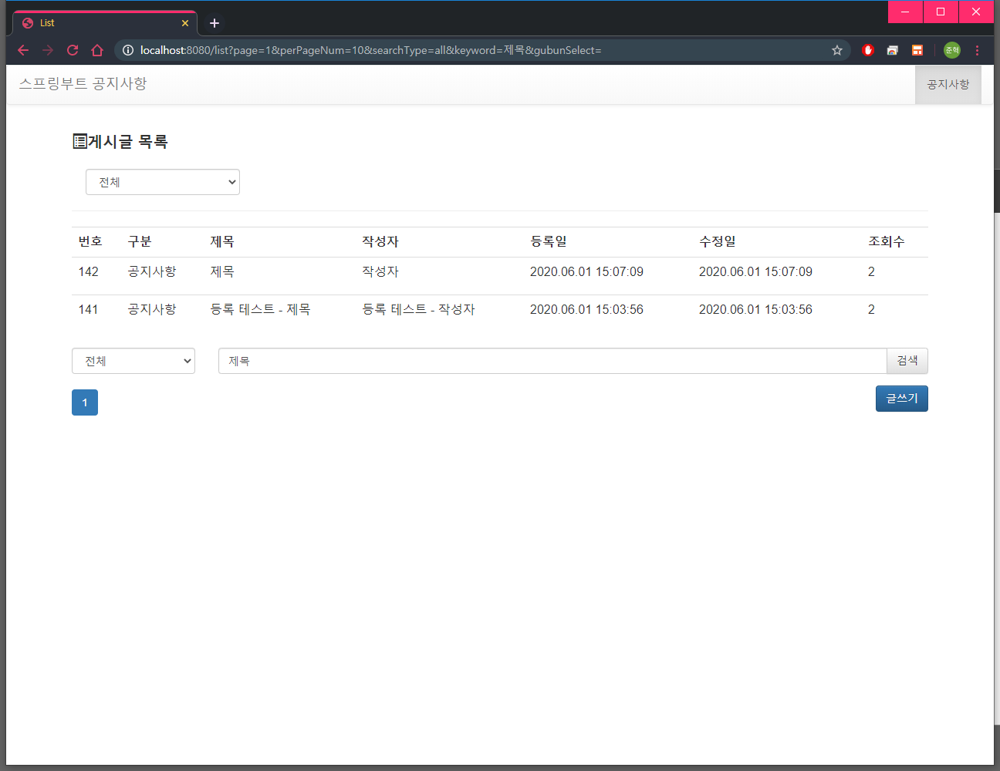 List
localhost:8080/list?page=1&perPageNum=10&searchType=all&keyword=제목&gubunSelect=
준혁
스프링부트 공지사항
공지사항
게시글 목록
전체
번호 구분 제목 작성자 등록일 수정일 조회수
142 공지사항 제목 작성자 2020.06.01 15:07:09 2020.06.01 15:07:09 2
141 공지사항 등록 테스트 - 제목 등록 테스트 - 작성자 2020.06.01 15:03:56 2020.06.01 15:03:56 2
전체 제목 검색
1 글쓰기